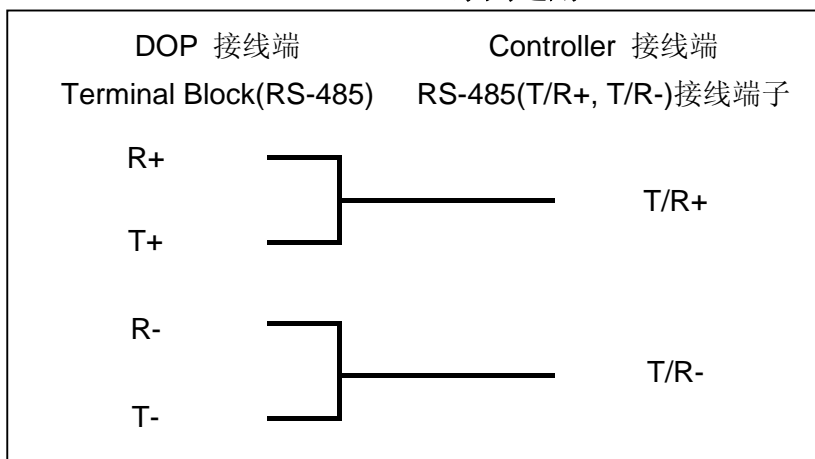 DOP 接线端
Controller 接线端
Terminal Block(RS-485)
RS-485(T/R+, T/R-)接线端子
R+
T/R+
T+
R-
T/R-
T-